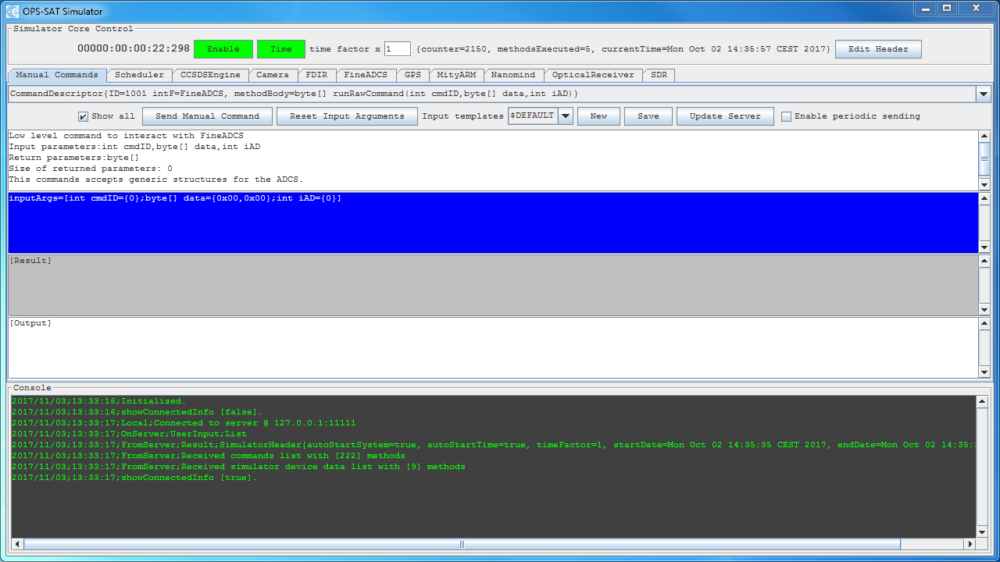 OPS-SAT Simulator
Simulator Core Control
00000:00:00:22:298 Enable Time time factor x 1 {counter=2150, methodsExecuted=5, currentTime=Mon Oct 02 14:35:57 CEST 2017} Edit Header
Manual Commands Scheduler CCSDSEngine Camera FDIR FineADCS GPS MityARM Nanomind OpticalReceiver SDR
CommandDescriptor{ID=1001 intF=FineADCS, methodBody=byte[] runRawCommand(int cmdID,byte[] data,int iAD)}
Show all Send Manual Command Reset Input Arguments Input templates $DEFAULT New Save Update Server Enable periodic sending
Low level command to interact with FineADCS
Input parameters:int cmdID,byte[] data,int iAD
Return parameters:byte[]
Size of returned parameters: 0
This commands accepts generic structures for the ADCS.
inputArgs=[int cmdID={0};byte[] data={0x00,0x00};int iAD={0}]
[Result]
[Output]
Console
2017/11/03;13:33:16;Initialized.
2017/11/03;13:33:16;showConnectedInfo [false].
2017/11/03;13:33:17;Local;Connected to server @ 127.0.0.1:11111
2017/11/03;13:33:17;OnServer;UserInput;List
2017/11/03;13:33:17;FromServer;Result;SimulatorHeader{autoStartSystem=true, autoStartTime=true, timeFactor=1, startDate=Mon Oct 02 14:35:35 CEST 2017, endDate=Mon Oct 02 14:35:
2017/11/03;13:33:17;FromServer;Received commands list with [222] methods
2017/11/03;13:33:17;FromServer;Received simulator device data list with [9] methods
2017/11/03;13:33:17;showConnectedInfo [true].